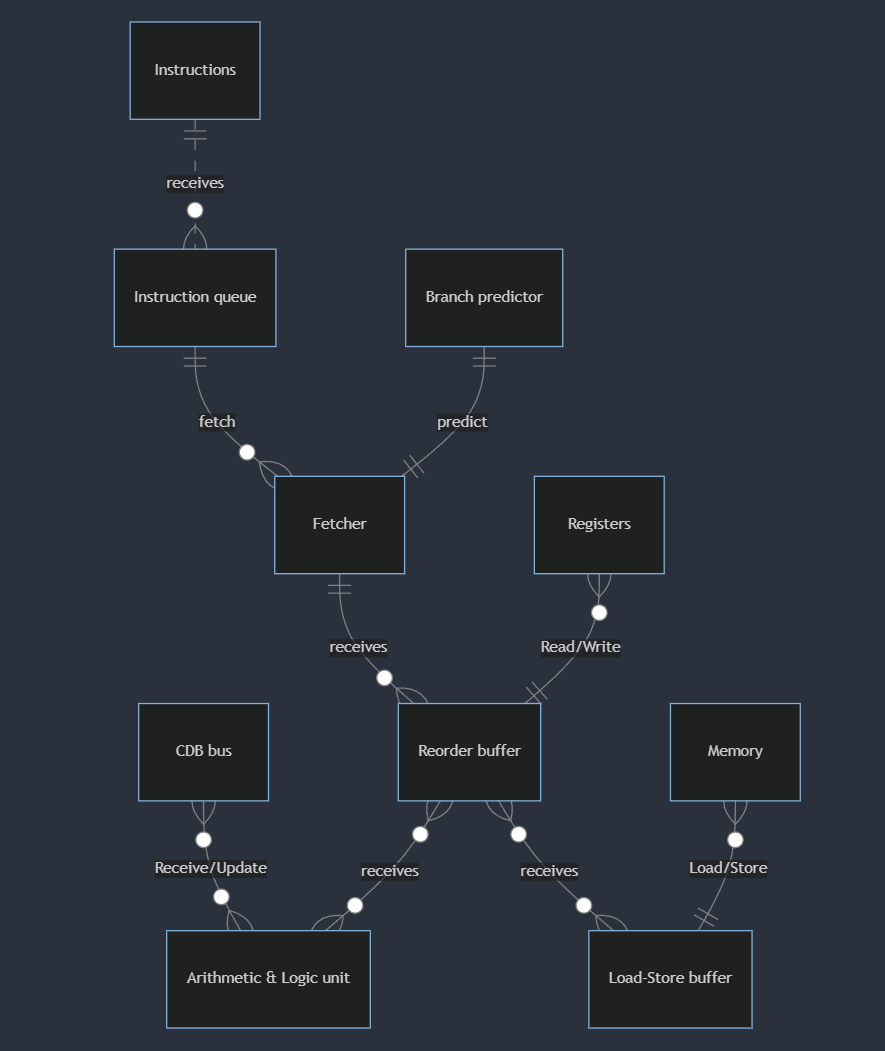 Instructions
receives
Instruction queue
Branch predictor
fetch
predict
Fetcher
Registers
receives
Read/Write
CDB bus
Reorder buffer
Memory
Receive/Update
receives
receives
Load/Store
Arithmetic & Logic unit
Load-Store buffer